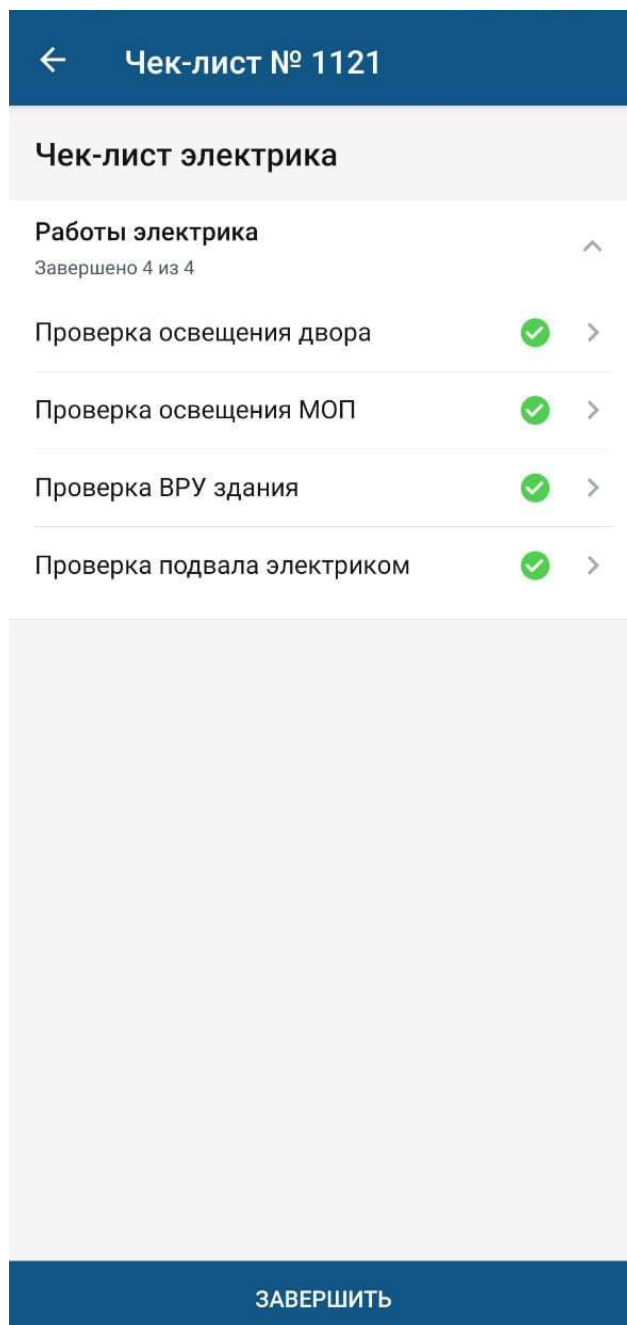 Чек-лист № 1121
Чек-лист электрика
Работы электрика
Завершено 4 из 4
Проверка освещения двора
Проверка освещения МОП
Проверка ВРУ здания
Проверка подвала электриком
ЗАВЕРШИТЬ